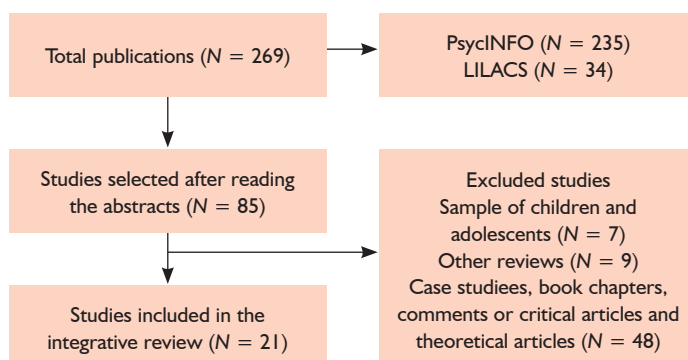 Total publications (N = 269)
PsycINFO (N = 235)
LILACS (N = 34)
Studies selected after reading
the abstracts (N = 85)
Excluded studies
Sample of children and
adolescents (N = 7)
Other reviews (N = 9)
Case studiees, book chapters,
comments or critical articles and
theoretical articles (N = 48)
Studies included in the
integrative review (N = 21)